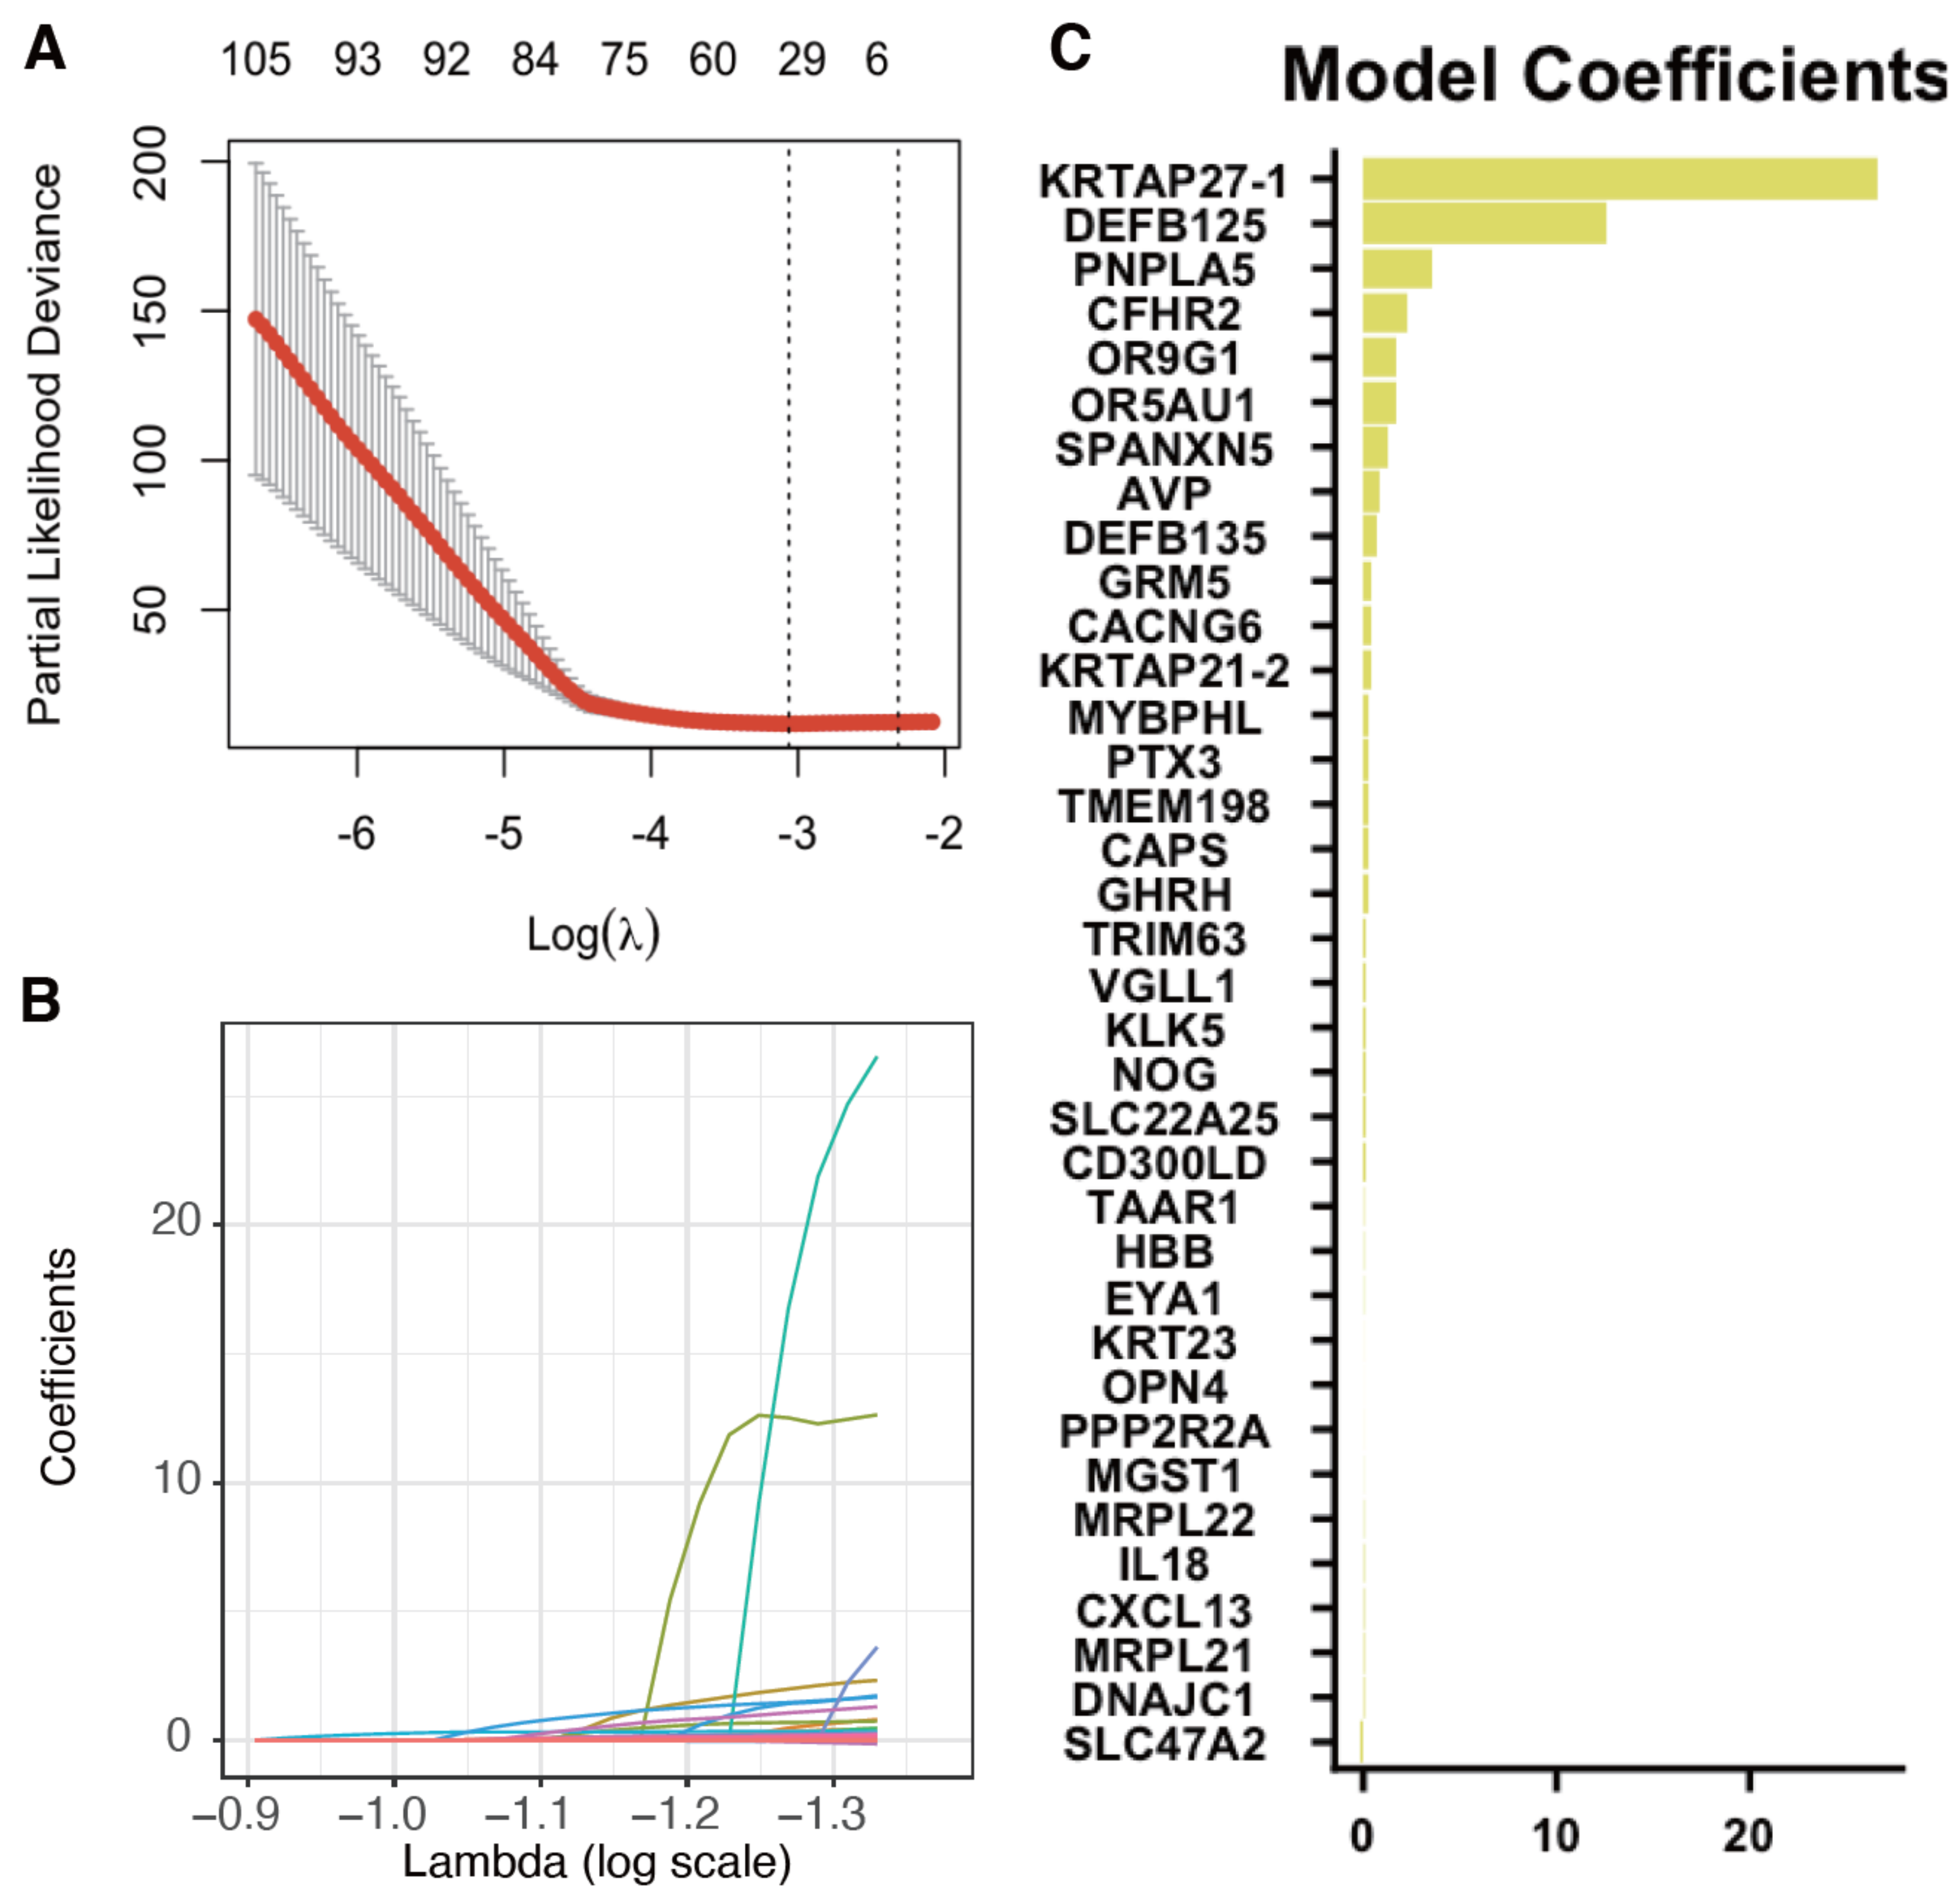 A
105 93 92 84 75 60 29 6
Partial Likelihood Deviance
200
150
100
50
-6 -5 -4 -3 -2
Log(λ)
B
Coefficients
20
10
0
−0.9 −1.0 −1.1 −1.2 −1.3
Lambda (log scale)
C
Model Coefficients
KRTAP27-1
DEFB125
PNPLA5
CFHR2
OR9G1
OR5AU1
SPANXN5
AVP
DEFB135
GRM5
CACNG6
KRTAP21-2
MYBPHL
PTX3
TMEM198
CAPS
GHRH
TRIM63
VGLL1
KLK5
NOG
SLC22A25
CD300LD
TAAR1
HBB
EYA1
KRT23
OPN4
PPP2R2A
MGST1
MRPL22
IL18
CXCL13
MRPL21
DNAJC1
SLC47A2
0 10 20